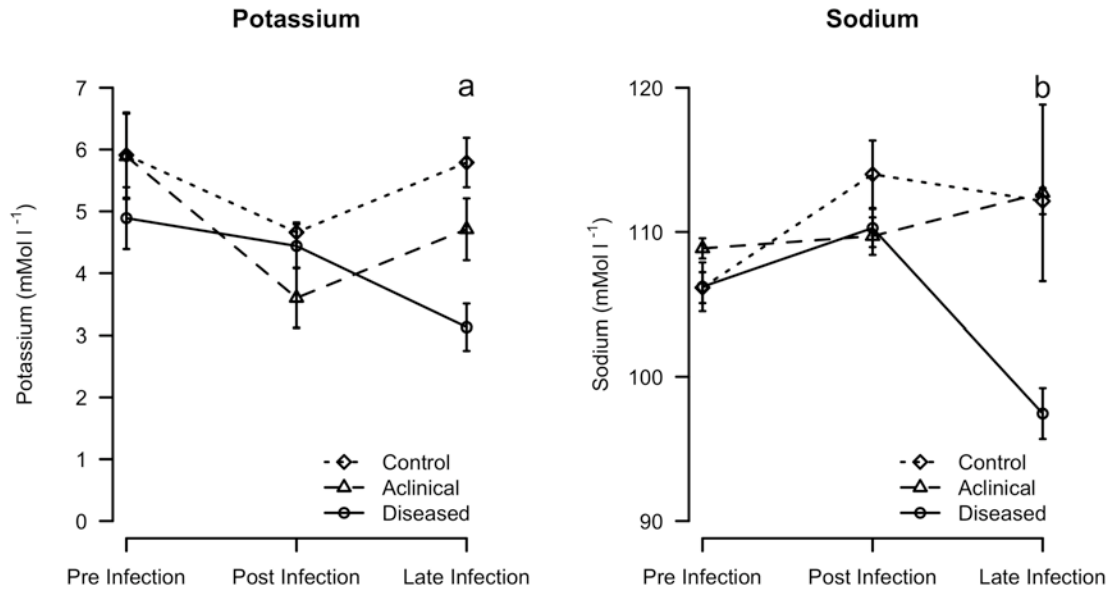 Potassium
a
7
6
5
4
3
2
1
0
Potassium (mMol l⁻¹)
Control
Aclinical
Diseased
Pre Infection Post Infection Late Infection
Sodium
b
120
110
100
90
Sodium (mMol l⁻¹)
Control
Aclinical
Diseased
Pre Infection Post Infection Late Infection